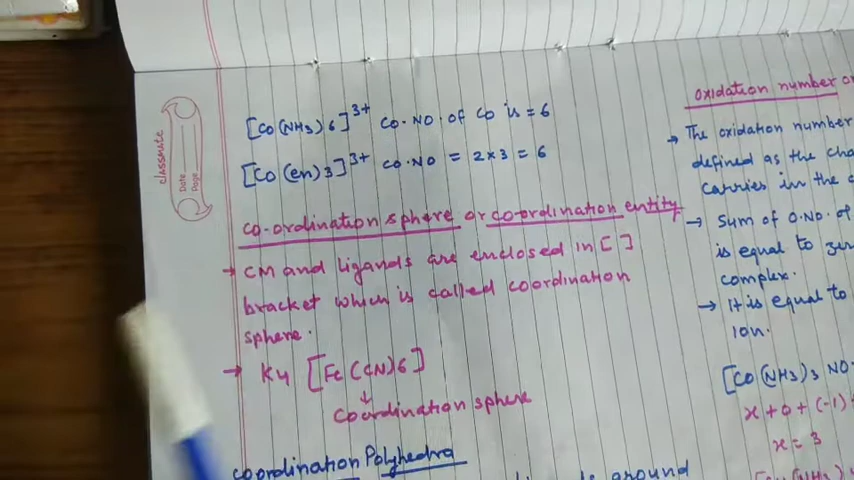 classmate
Date
Page
[Co(NH3)6]3+ CO.NO. of Co is = 6
[Co(en)3]3+ CO.NO = 2×3 = 6
co-ordination sphere or co-ordination entity
→ CM and ligands are enclosed in [ ]
bracket which is called coordination
sphere.
→ K4 [Fe(CN)6]
↓
Coordination sphere
coordination Polyhedra
around
oxidation number
→ The oxidation number
defined as the
carries in the
→ sum of O.NO. of
is equal to
complex.
→ It is equal to
ion.
[Co(NH3)3 NO
x+0+(-1)
x = 3